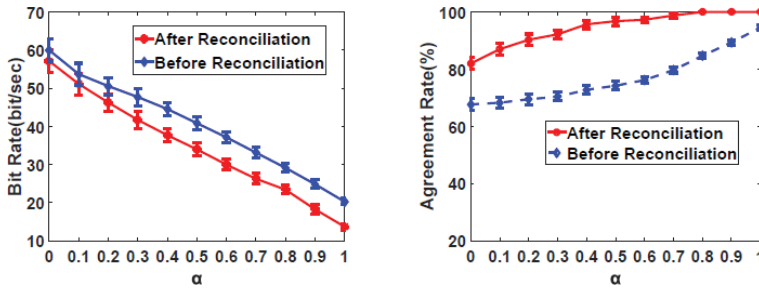 Bit Rate(bit/sec)
70
60
50
40
30
20
10
After Reconciliation
Before Reconciliation
0 0.1 0.2 0.3 0.4 0.5 0.6 0.7 0.8 0.9 1
α
Agreement Rate(%)
100
80
60
40
20
After Reconciliation
Before Reconciliation
0 0.1 0.2 0.3 0.4 0.5 0.6 0.7 0.8 0.9 1
α